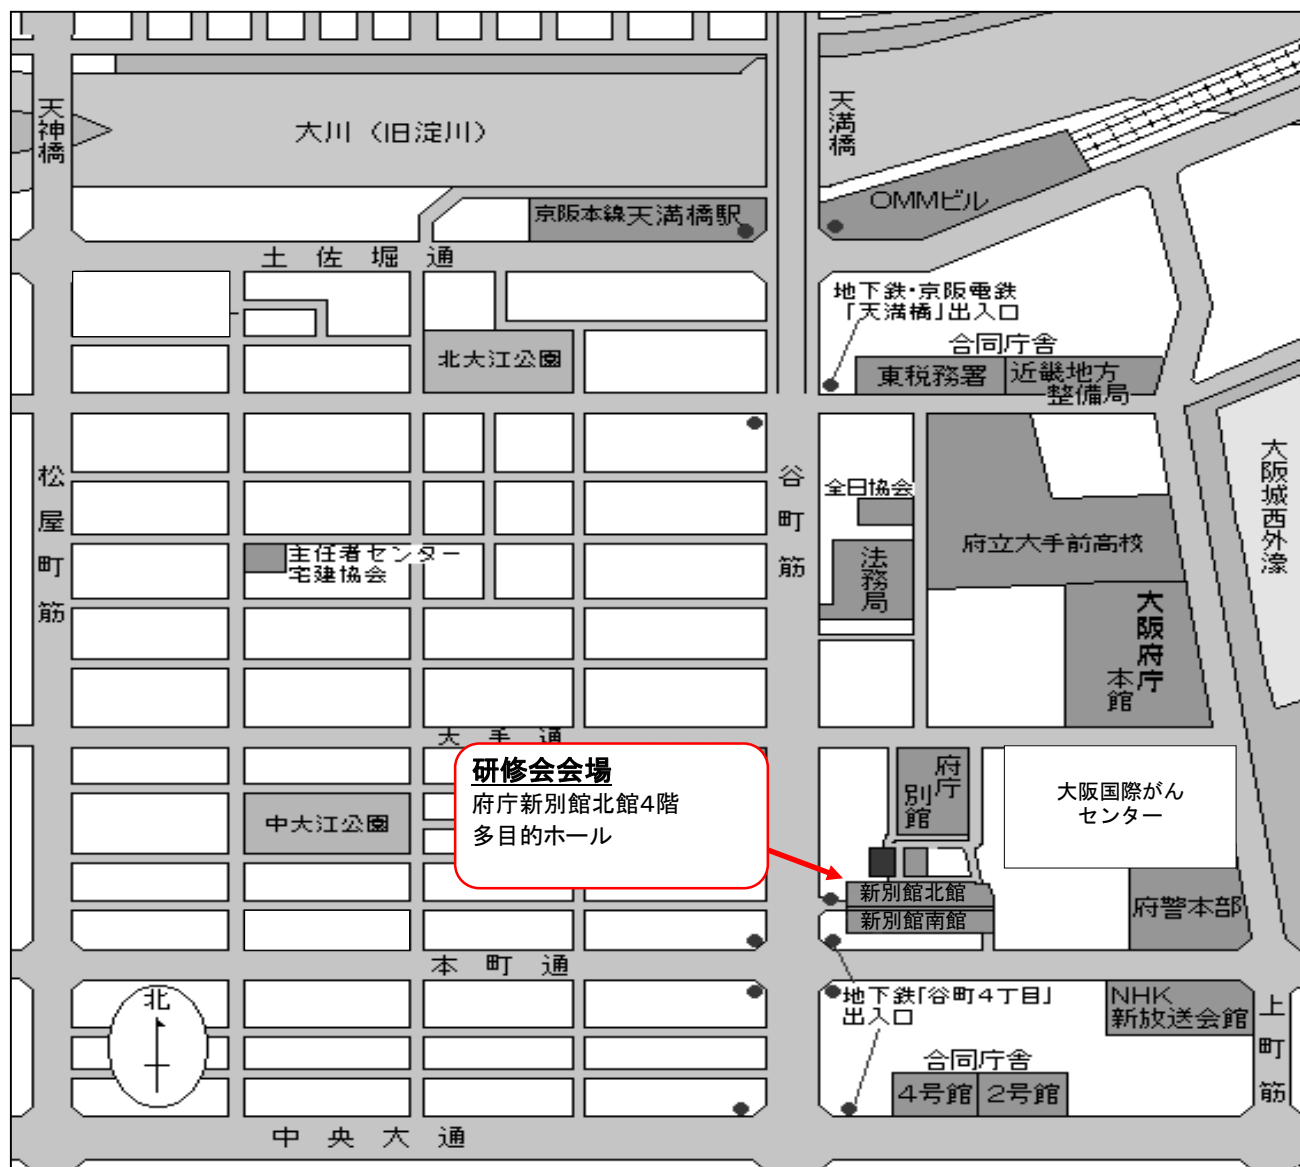 天神橋
大川（旧淀川）
天満橋
OMMビル
京阪本線天満橋駅
土佐堀通
地下鉄・京阪電鉄
「天満橋」出入口
合同庁舎
東税務署
近畿地方
整備局
北大江公園
松屋町筋
谷町筋
全日協会
府立大手前高校
大阪城西外濠
主任者センター
宅建協会
法務局
大阪府庁
本館
大手通
研修会会場
府庁新別館北館4階
多目的ホール
府庁
別館
大阪国際がん
センター
中大江公園
新別館北館
新別館南館
府警本部
本町通
北
地下鉄「谷町4丁目」
出入口
NHK
新放送会館
上町筋
合同庁舎
4号館
2号館
中央大通